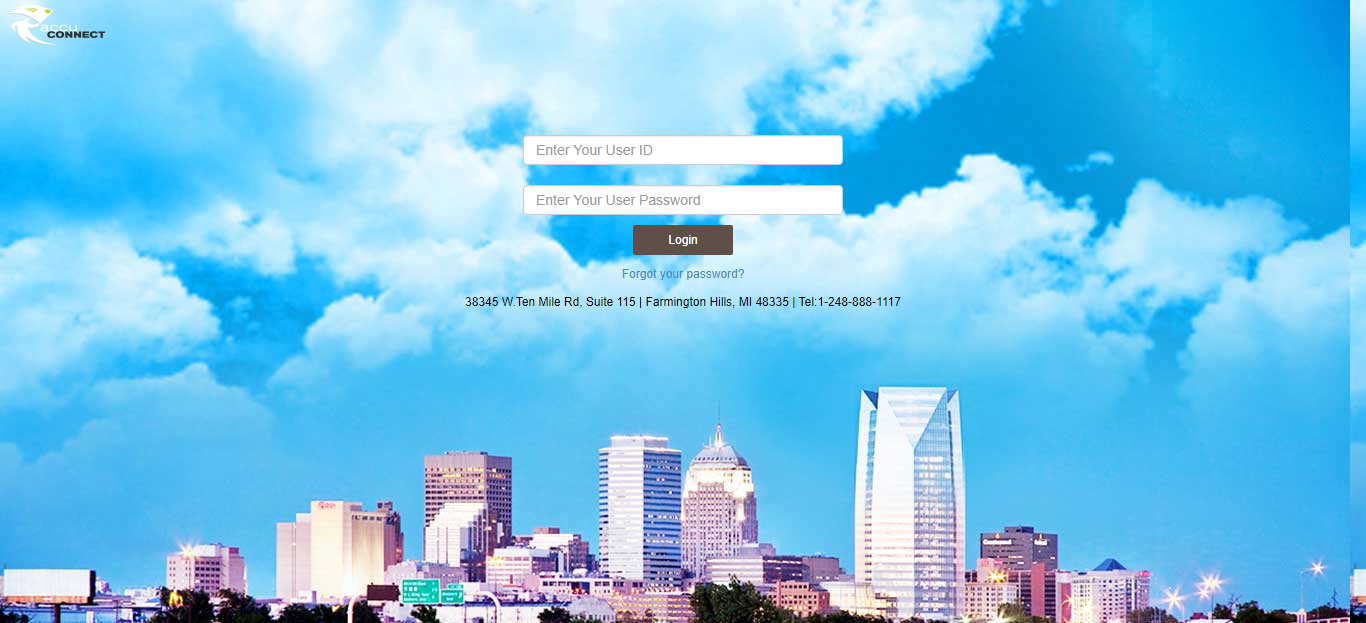 accu
CONNECT
Enter Your User ID
Enter Your User Password
Login
Forgot your password?
38345 W.Ten Mile Rd, Suite 115 | Farmington Hills, MI 48335 | Tel:1-248-888-1117